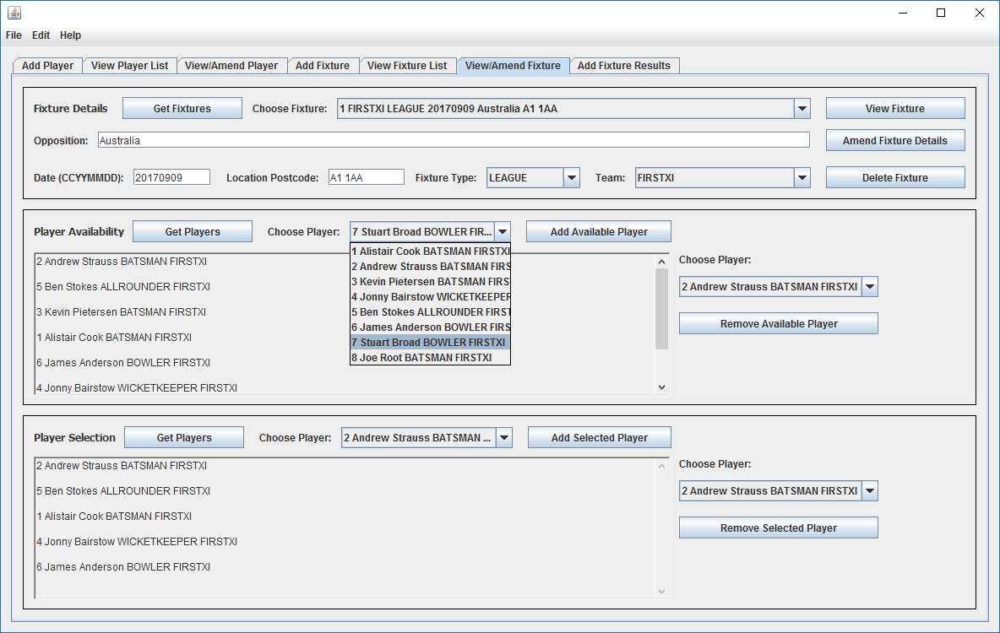 File Edit Help
Add Player View Player List View/Amend Player Add Fixture View Fixture List View/Amend Fixture Add Fixture Results
Fixture Details Get Fixtures Choose Fixture: 1 FIRSTXI LEAGUE 20170909 Australia A1 1AA View Fixture
Opposition: Australia Amend Fixture Details
Date (CCYYMMDD): 20170909 Location Postcode: A1 1AA Fixture Type: LEAGUE Team: FIRSTXI Delete Fixture
Player Availability Get Players Choose Player: 7 Stuart Broad BOWLER FIR... Add Available Player
1 Alistair Cook BATSMAN FIRSTXI
2 Andrew Strauss BATSMAN FIRS
3 Kevin Pietersen BATSMAN FIRS
4 Jonny Bairstow WICKETKEEPER
5 Ben Stokes ALLROUNDER FIRST
6 James Anderson BOWLER FIRS
7 Stuart Broad BOWLER FIRSTXI
8 Joe Root BATSMAN FIRSTXI
2 Andrew Strauss BATSMAN FIRSTXI
5 Ben Stokes ALLROUNDER FIRSTXI
3 Kevin Pietersen BATSMAN FIRSTXI
1 Alistair Cook BATSMAN FIRSTXI
6 James Anderson BOWLER FIRSTXI
4 Jonny Bairstow WICKETKEEPER FIRSTXI
Choose Player:
2 Andrew Strauss BATSMAN FIRSTXI
Remove Available Player
Player Selection Get Players Choose Player: 2 Andrew Strauss BATSMAN ... Add Selected Player
2 Andrew Strauss BATSMAN FIRSTXI
5 Ben Stokes ALLROUNDER FIRSTXI
1 Alistair Cook BATSMAN FIRSTXI
4 Jonny Bairstow WICKETKEEPER FIRSTXI
6 James Anderson BOWLER FIRSTXI
Choose Player:
2 Andrew Strauss BATSMAN FIRSTXI
Remove Selected Player